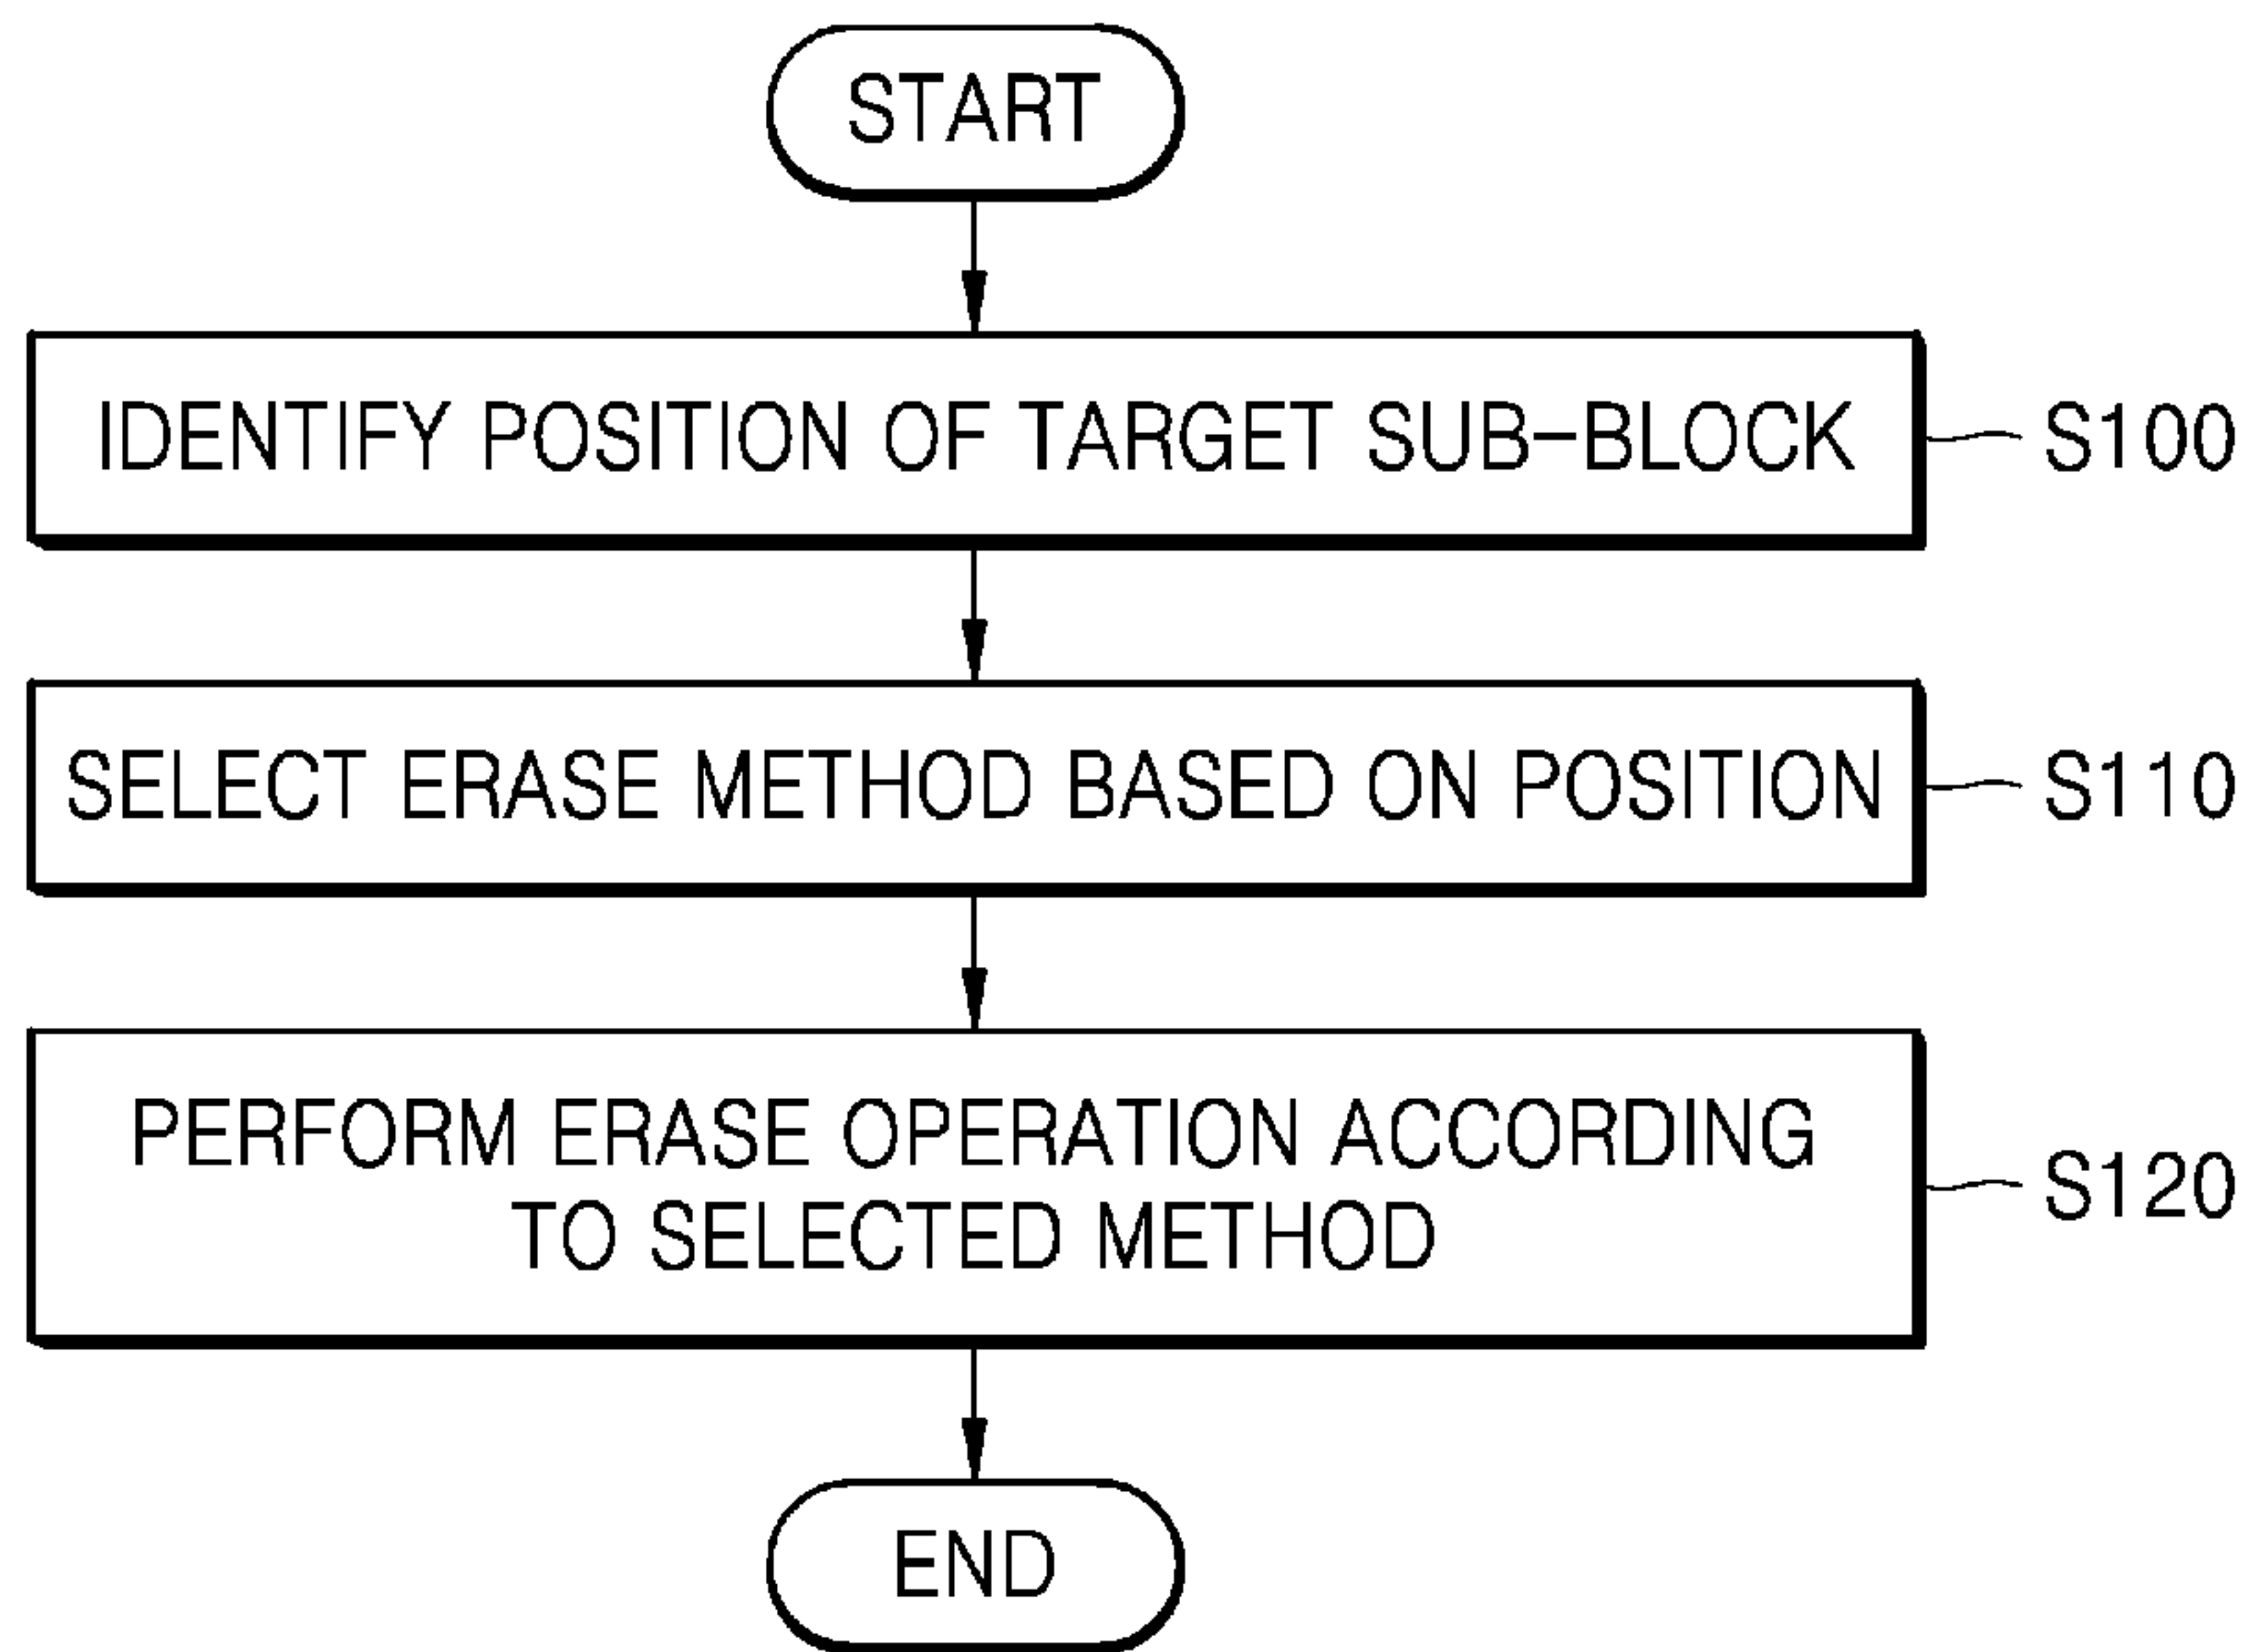 START
IDENTIFY POSITION OF TARGET SUB-BLOCK
S100
SELECT ERASE METHOD BASED ON POSITION
S110
PERFORM ERASE OPERATION ACCORDING
TO SELECTED METHOD
S120
END